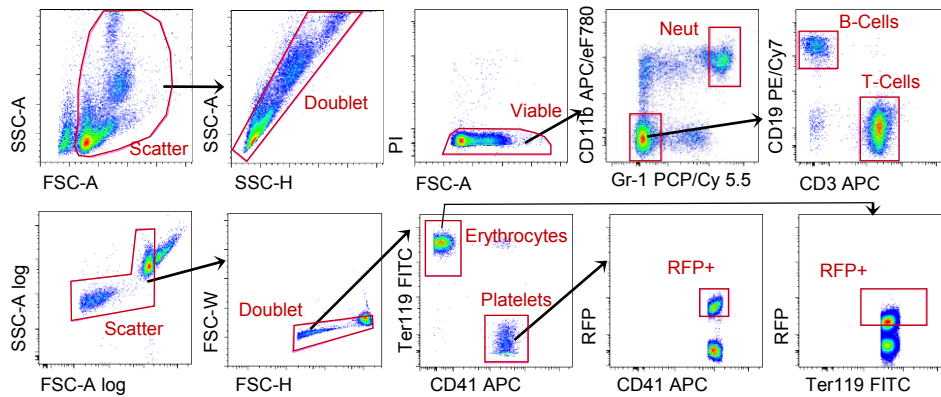 SSC-A
Scatter
FSC-A
SSC-A
Doublet
SSC-H
PI
Viable
FSC-A
CD11b APC/eF780
Neut
Gr-1 PCP/Cy 5.5
CD19 PE/Cy7
B-Cells
T-Cells
CD3 APC
SSC-A log
Scatter
FSC-A log
FSC-W
Doublet
FSC-H
Ter119 FITC
Erythrocytes
Platelets
CD41 APC
RFP
RFP+
CD41 APC
RFP
RFP+
Ter119 FITC